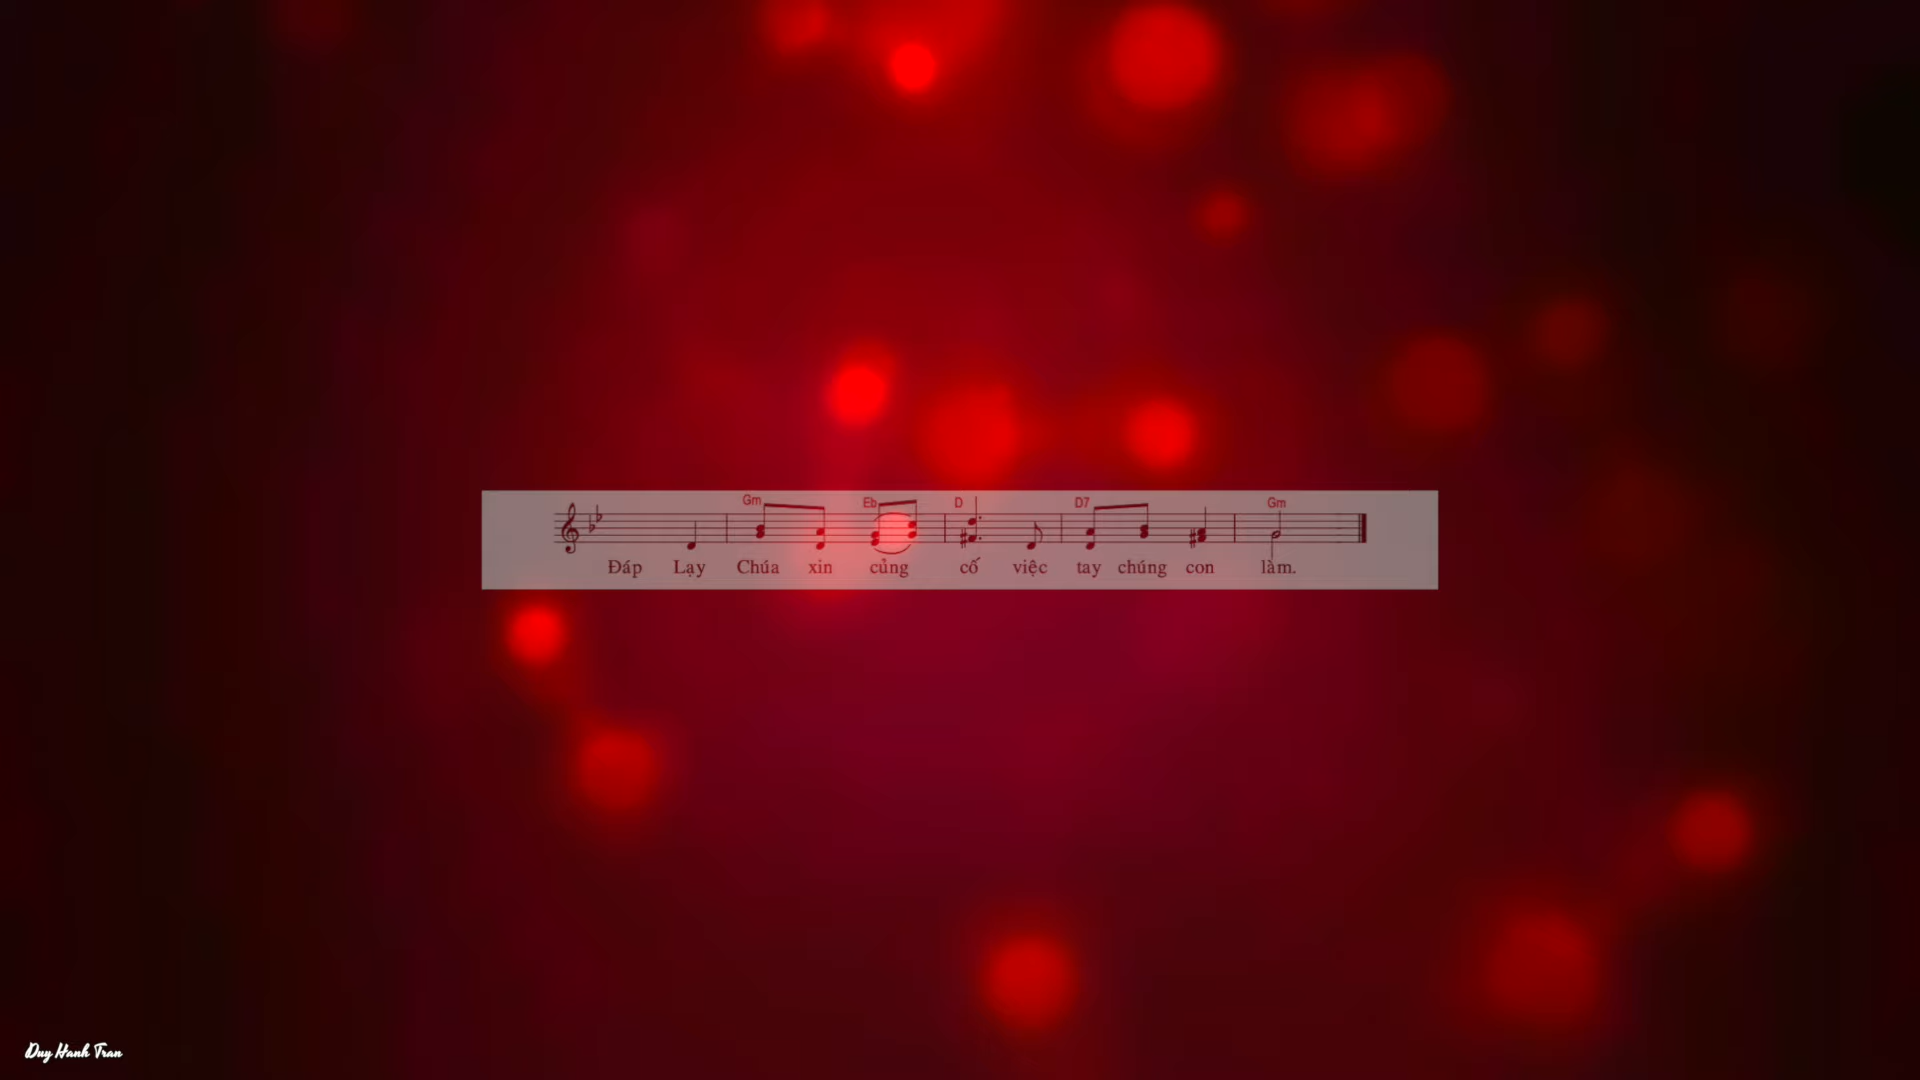 Gm Eb D D7 Gm
Đáp Lạy Chúa xin củng cố việc tay chúng con làm.
Duy Hanh Tran